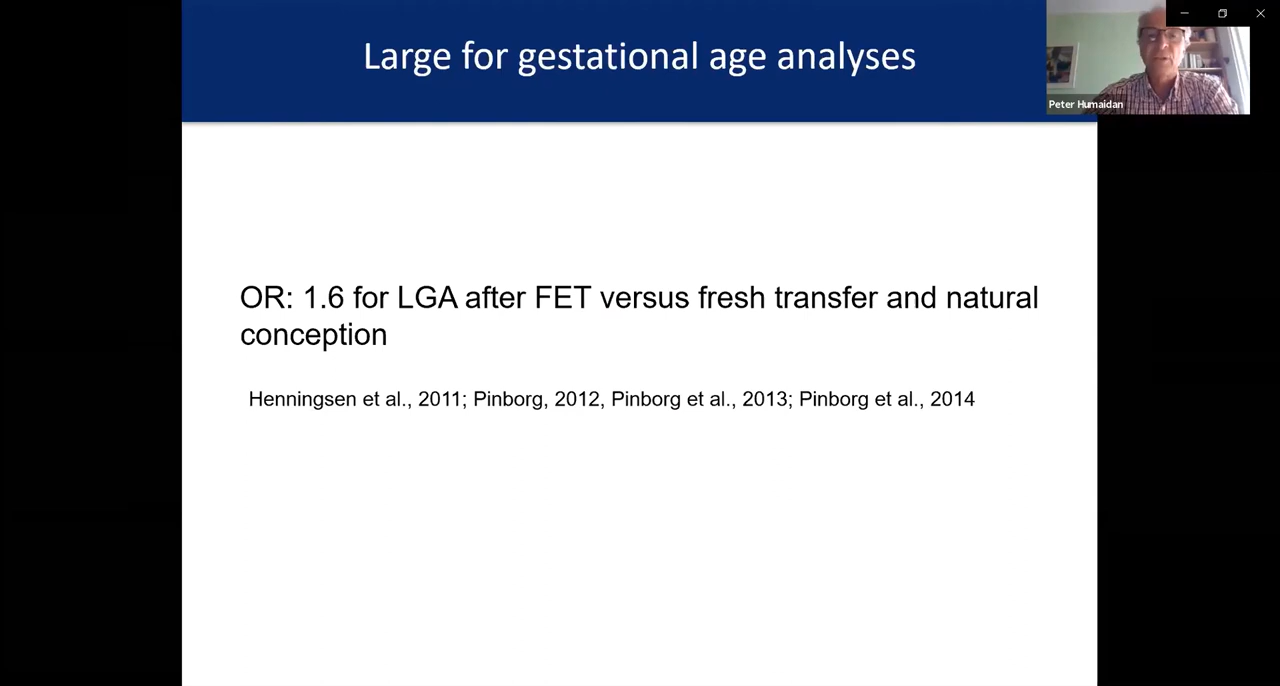 Large for gestational age analyses
Peter Humaidan
OR: 1.6 for LGA after FET versus fresh transfer and natural
conception
Henningsen et al., 2011; Pinborg, 2012, Pinborg et al., 2013; Pinborg et al., 2014